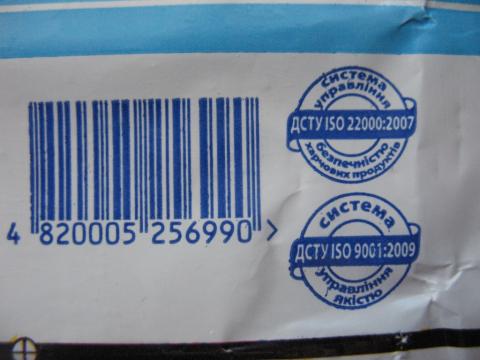 4 820005 256990 >
система
управління
ДСТУ ISO 22000:2007
безпечністю
харчових продуктів
система
ДСТУ ISO 9001:2009
управління
якістю